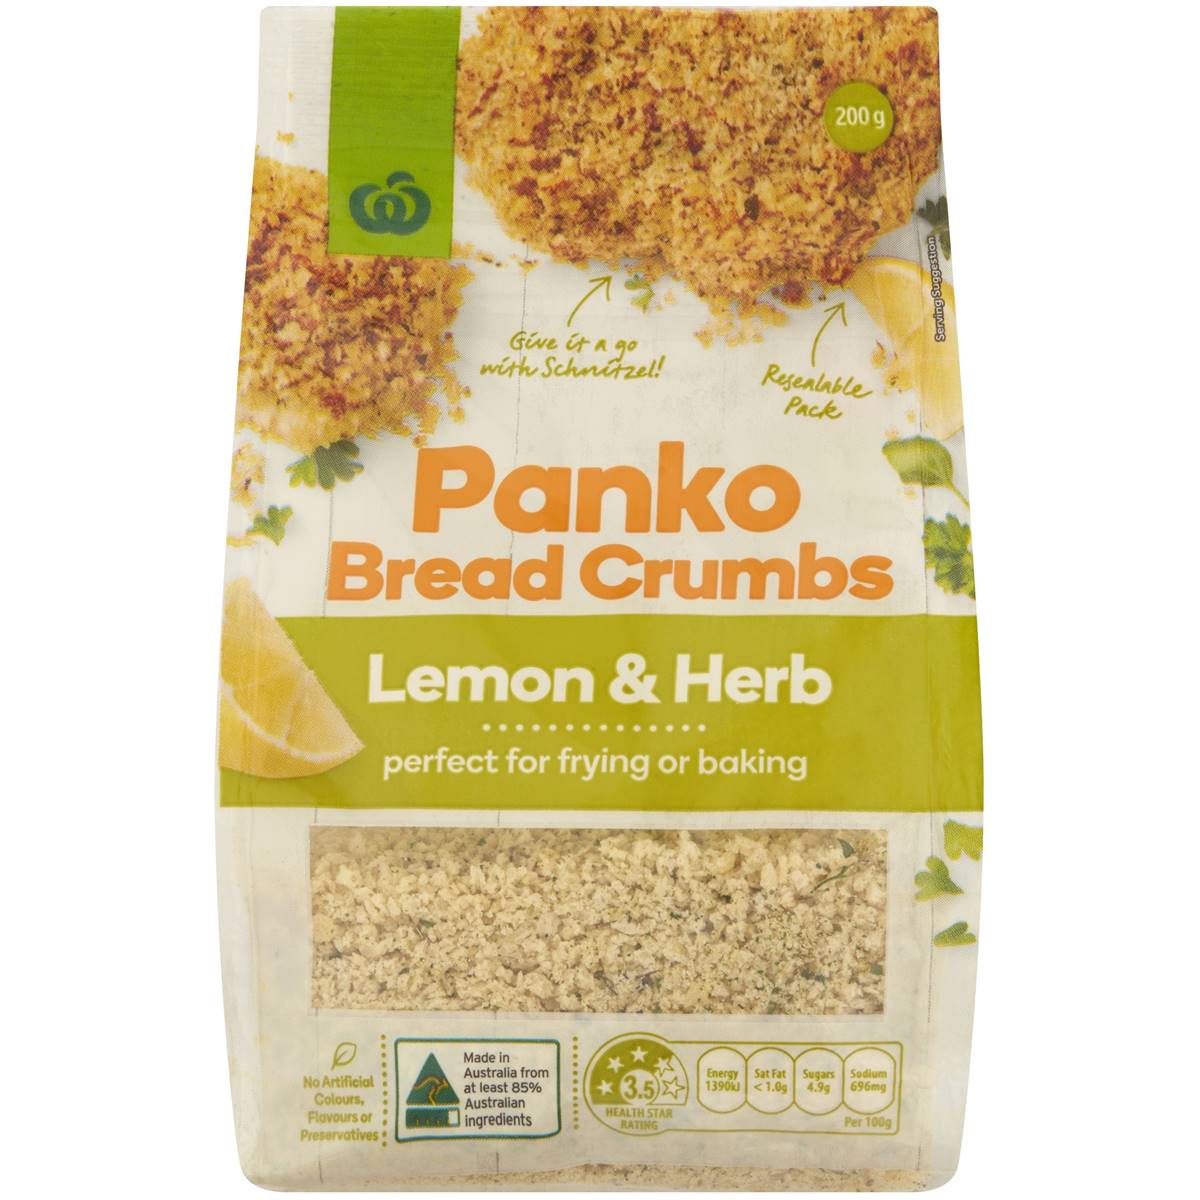 200 g
Serving Suggestion
Give it a go
with Schnitzel!
Resealable
Pack
Panko
Bread Crumbs
Lemon & Herb
perfect for frying or baking
No Artificial
Colours,
Flavours or
Preservatives
Made in
Australia from
at least 85%
Australian
ingredients
3.5
HEALTH STAR
RATING
Energy
1390kJ
Sat Fat
< 1.0g
Sugars
4.9g
Sodium
696mg
Per 100g